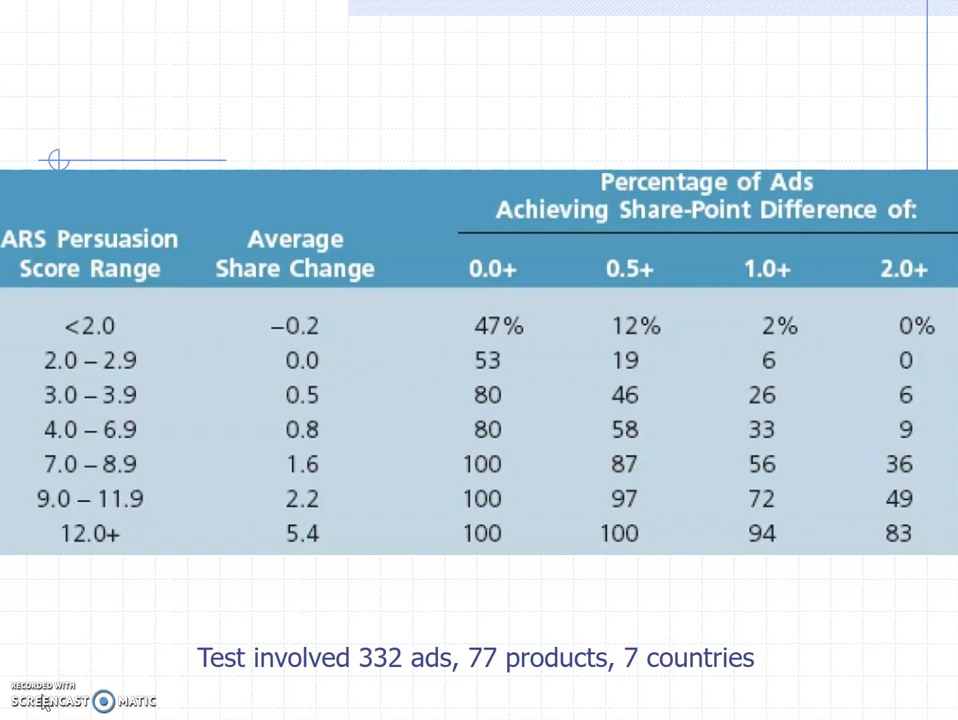 Percentage of Ads
Achieving Share-Point Difference of:
ARS Persuasion Average
Score Range Share Change 0.0+ 0.5+ 1.0+ 2.0+
<2.0 –0.2 47% 12% 2% 0%
2.0 – 2.9 0.0 53 19 6 0
3.0 – 3.9 0.5 80 46 26 6
4.0 – 6.9 0.8 80 58 33 9
7.0 – 8.9 1.6 100 87 56 36
9.0 – 11.9 2.2 100 97 72 49
12.0+ 5.4 100 100 94 83
Test involved 332 ads, 77 products, 7 countries
RECORDED WITH
SCREENCAST MATIC